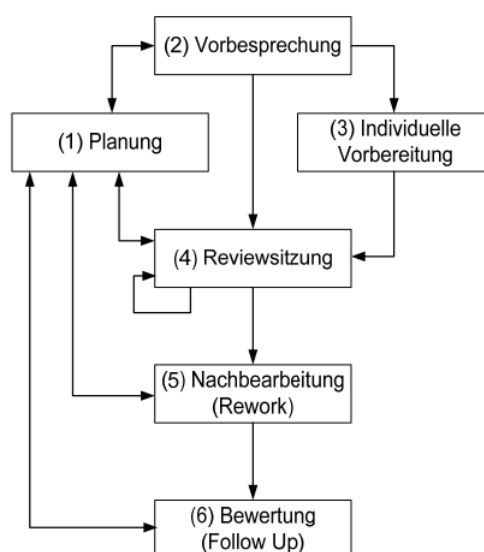 (2) Vorbesprechung
(1) Planung
(3) Individuelle
Vorbereitung
(4) Reviewsitzung
(5) Nachbearbeitung
(Rework)
(6) Bewertung
(Follow Up)